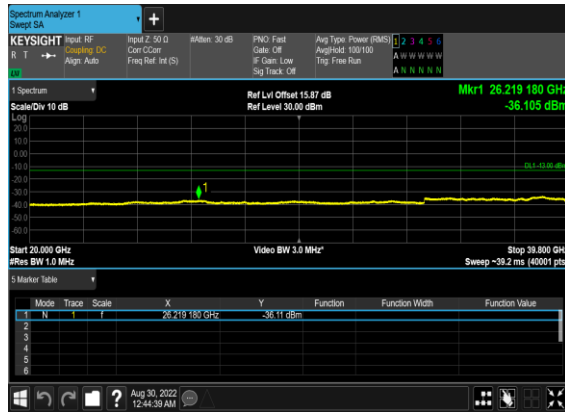 Spectrum Analyzer 1
Swept SA
+
KEYSIGHT Input: RF Input Z: 50 Ω #Atten: 30 dB PNO: Fast Avg Type: Power (RMS) 1 2 3 4 5 6
R T Coupling: DC Corr CCorr Gate: Off Avg|Hold: 100/100 A W W W W W
Align: Auto Freq Ref: Int (S) IF Gain: Low Trig: Free Run
Sig Track: Off A N N N N N
LW
1 Spectrum Ref Lvl Offset 15.87 dB Mkr1 26.219 180 GHz
Scale/Div 10 dB Ref Level 30.00 dBm -36.105 dBm
Log
20.0
10.0
0.00
-10.0
DL1 -13.00 dBm
-20.0
-30.0
1
-40.0
-50.0
-60.0
Start 20.000 GHz Video BW 3.0 MHz* Stop 39.800 GHz
#Res BW 1.0 MHz Sweep ~39.2 ms (40001 pts)
5 Marker Table
Mode Trace Scale X Y Function Function Width Function Value
1 N 1 f 26.219 180 GHz -36.11 dBm
2
3
4
5
6
? Aug 30, 2022
12:44:39 AM